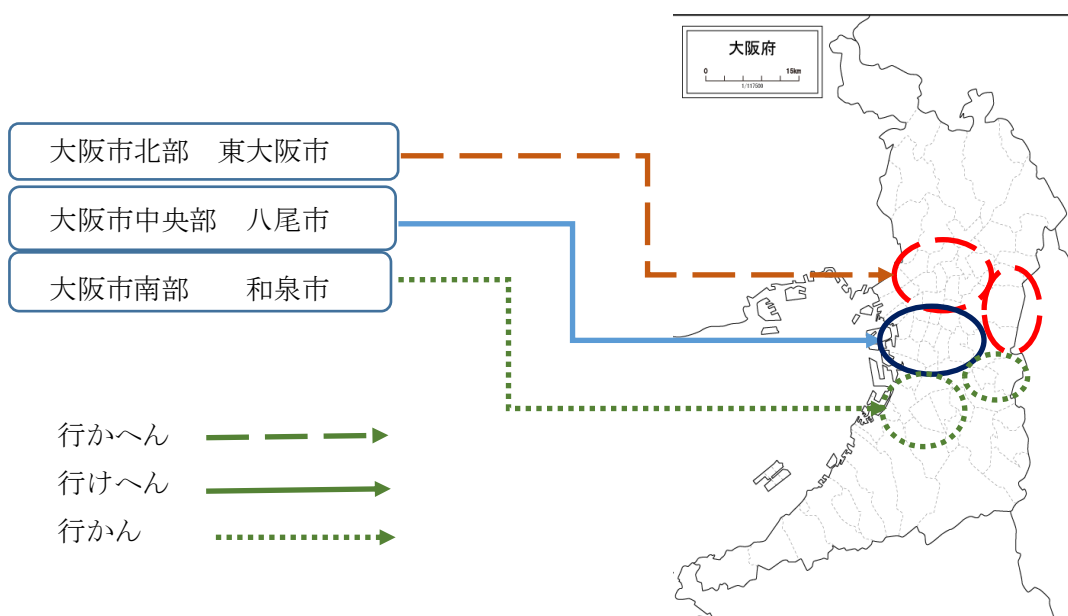 大阪府
0 15km
1/117500
大阪市北部 東大阪市
大阪市中央部 八尾市
大阪市南部 和泉市
行かへん
行けへん
行かん